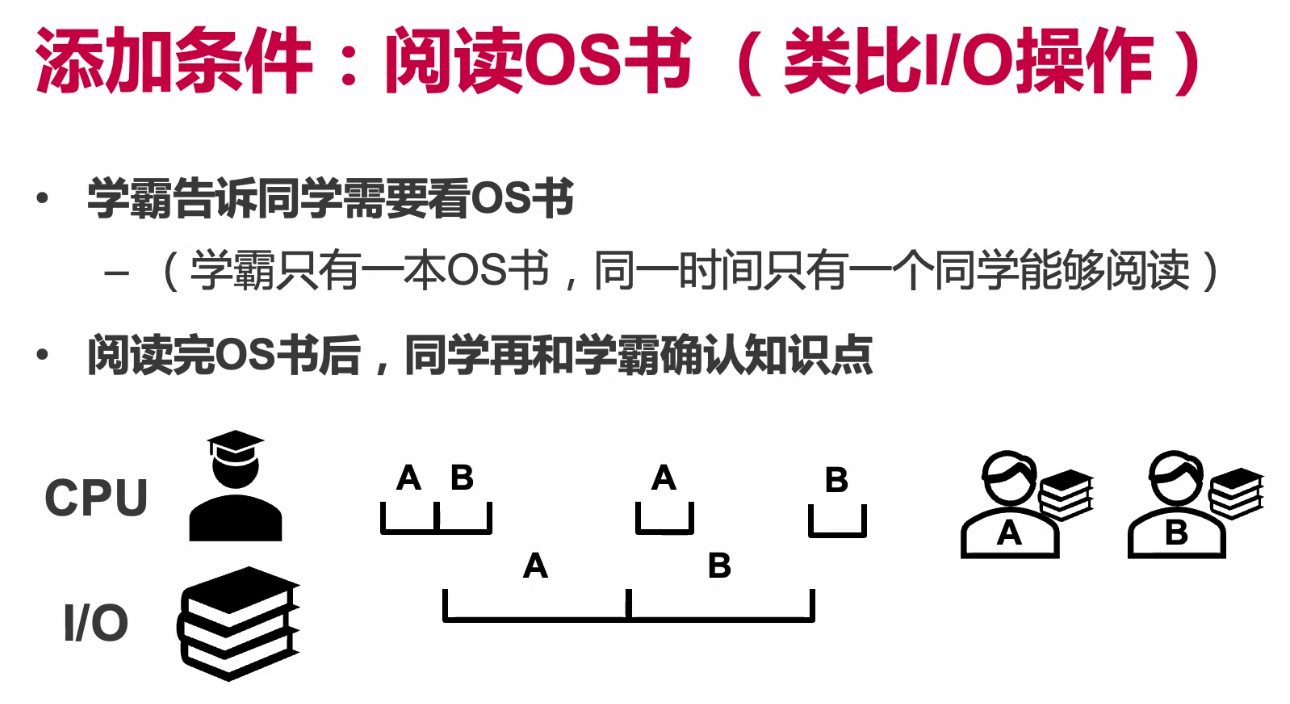 添加条件：阅读OS书（类比I/O操作）
• 学霸告诉同学需要看OS书
– （学霸只有一本OS书，同一时间只有一个同学能够阅读）
• 阅读完OS书后，同学再和学霸确认知识点
CPU
A B A B
A B
I/O
A B